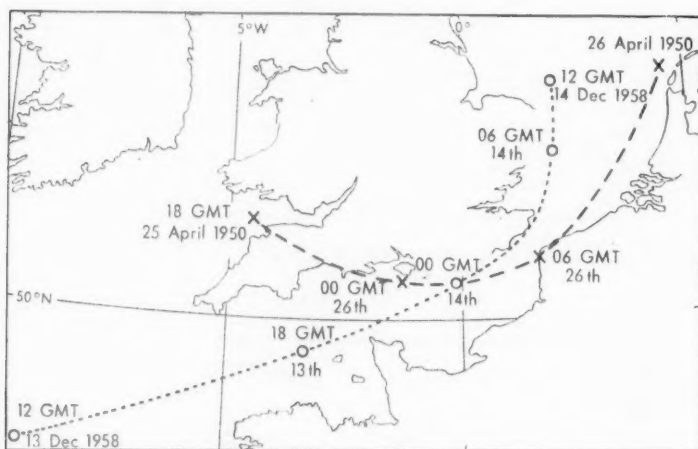 5°W
0°
26 April 1950
12 GMT
14 Dec 1958
06 GMT
14th
18 GMT
25 April 1950
00 GMT
26th
00 GMT
14th
06 GMT
26th
50°N
18 GMT
13th
12 GMT
13 Dec 1958